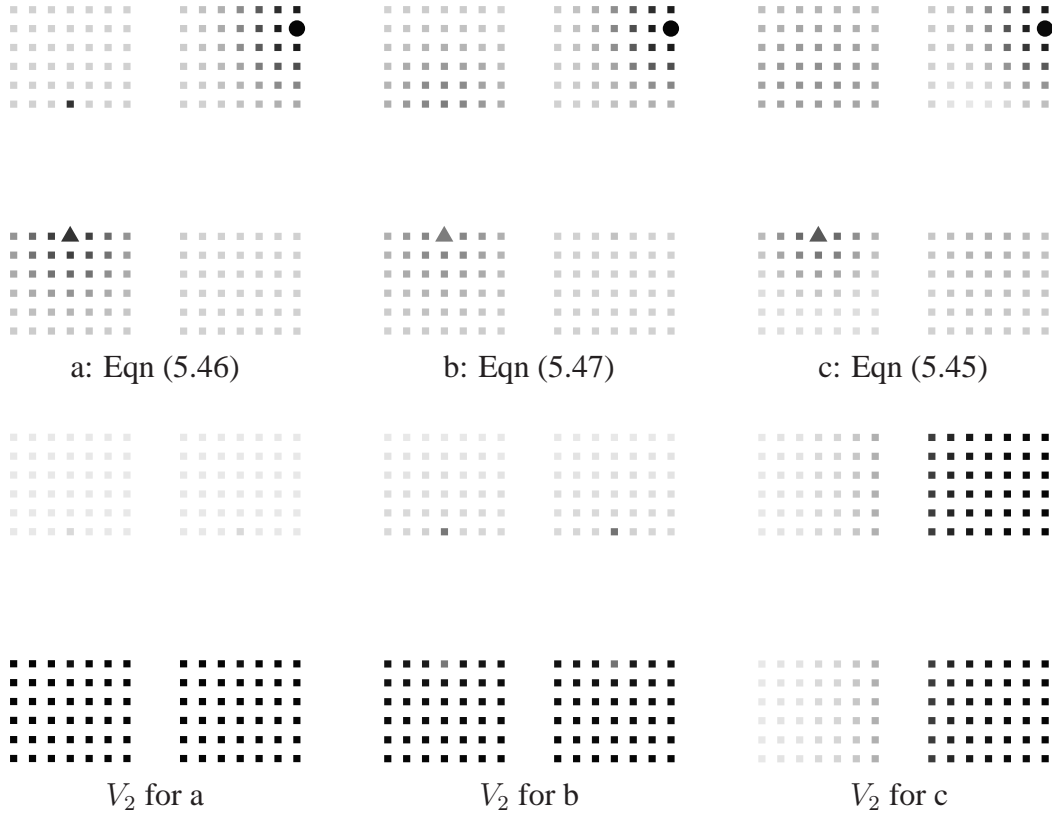 a: Eqn (5.46) b: Eqn (5.47) c: Eqn (5.45)
V₂ for a V₂ for b V₂ for c